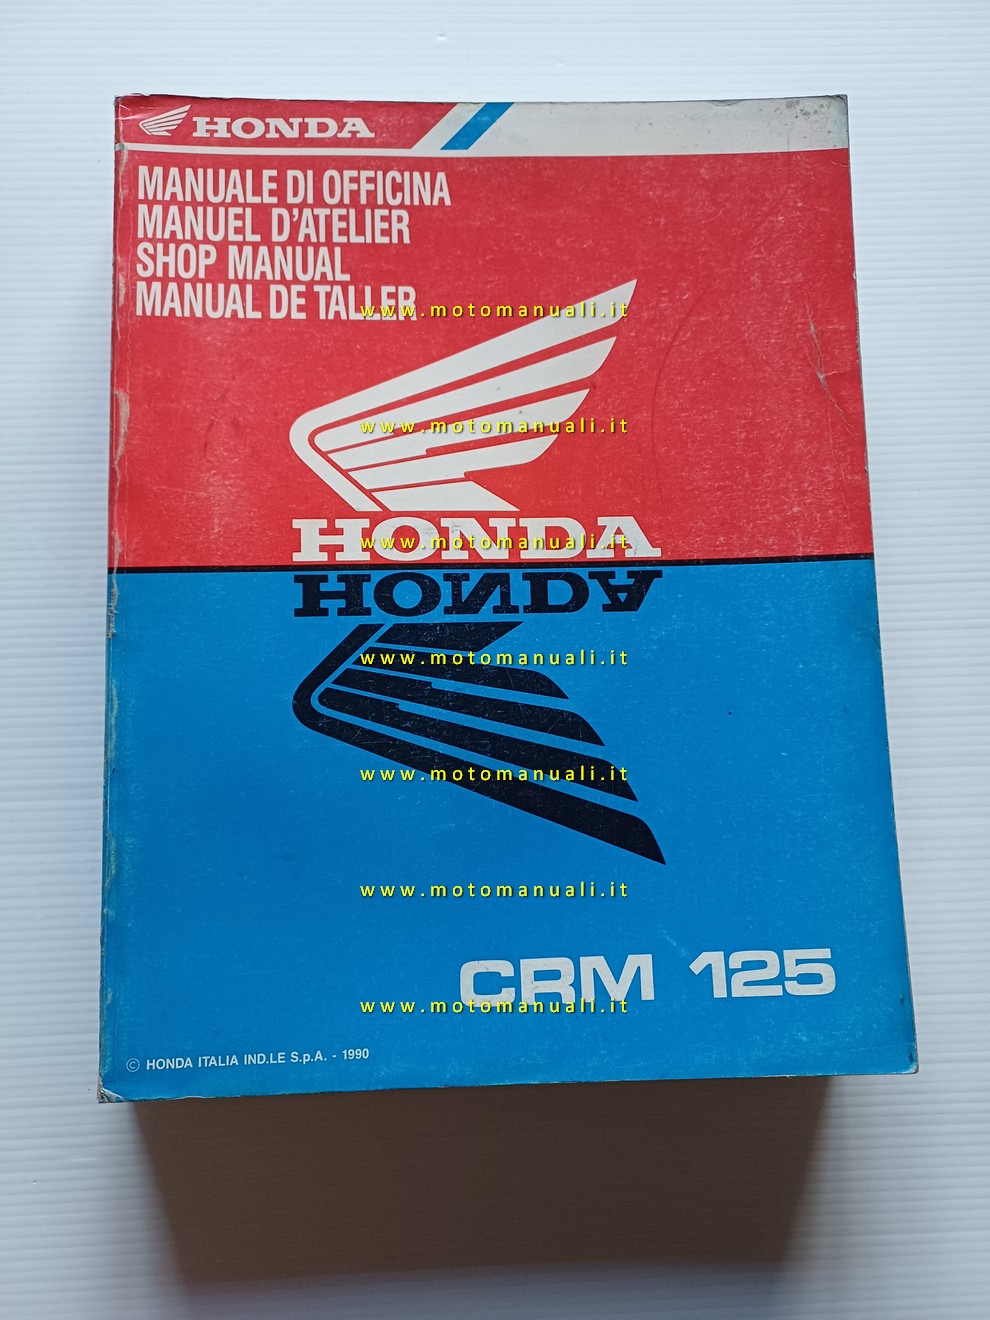 HONDA
MANUALE DI OFFICINA
MANUEL D'ATELIER
SHOP MANUAL
MANUAL DE TALLER
www.motomanuali.it
www.motomanuali.it
HONDA
www.motomanuali.it
HONDA
www.motomanuali.it
www.motomanuali.it
www.motomanuali.it
CRM 125
www.motomanuali.it
© HONDA ITALIA IND.LE S.p.A. - 1990